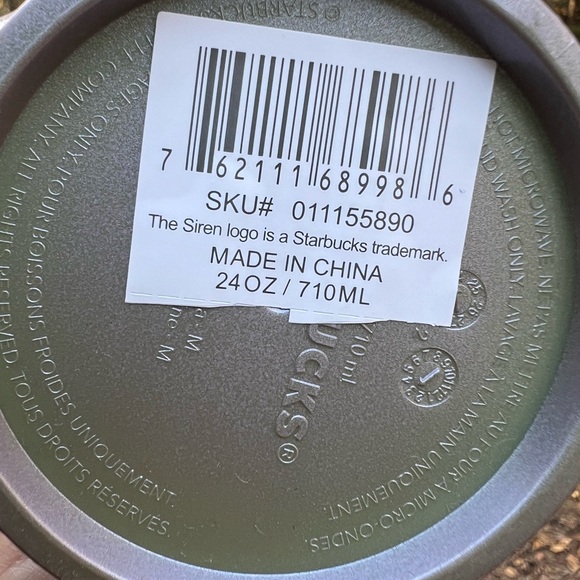 7 62111 68998 6
SKU# 011155890
The Siren logo is a Starbucks trademark.
MADE IN CHINA
24OZ / 710ML
© STARBUCKS
COMPANY. ALL RIGHTS RESERVED. TOUS DROITS RÉSERVÉS.
ONLY. POUR BOISSONS FROIDES UNIQUEMENT.
NOT MICROWAVE. NE PAS METTRE AU FOUR À MICRO-ONDES.
WASH ONLY. LAVAGE À LA MAIN UNIQUEMENT.
710 ml
UCKS®